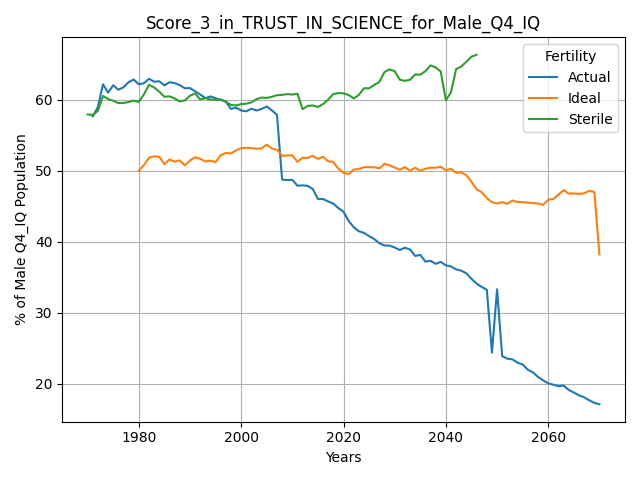 Score_3_in_TRUST_IN_SCIENCE_for_Male_Q4_IQ
% of Male Q4_IQ Population
60
50
40
30
20
Fertility
Actual
Ideal
Sterile
1980
2000
2020
2040
2060
Years